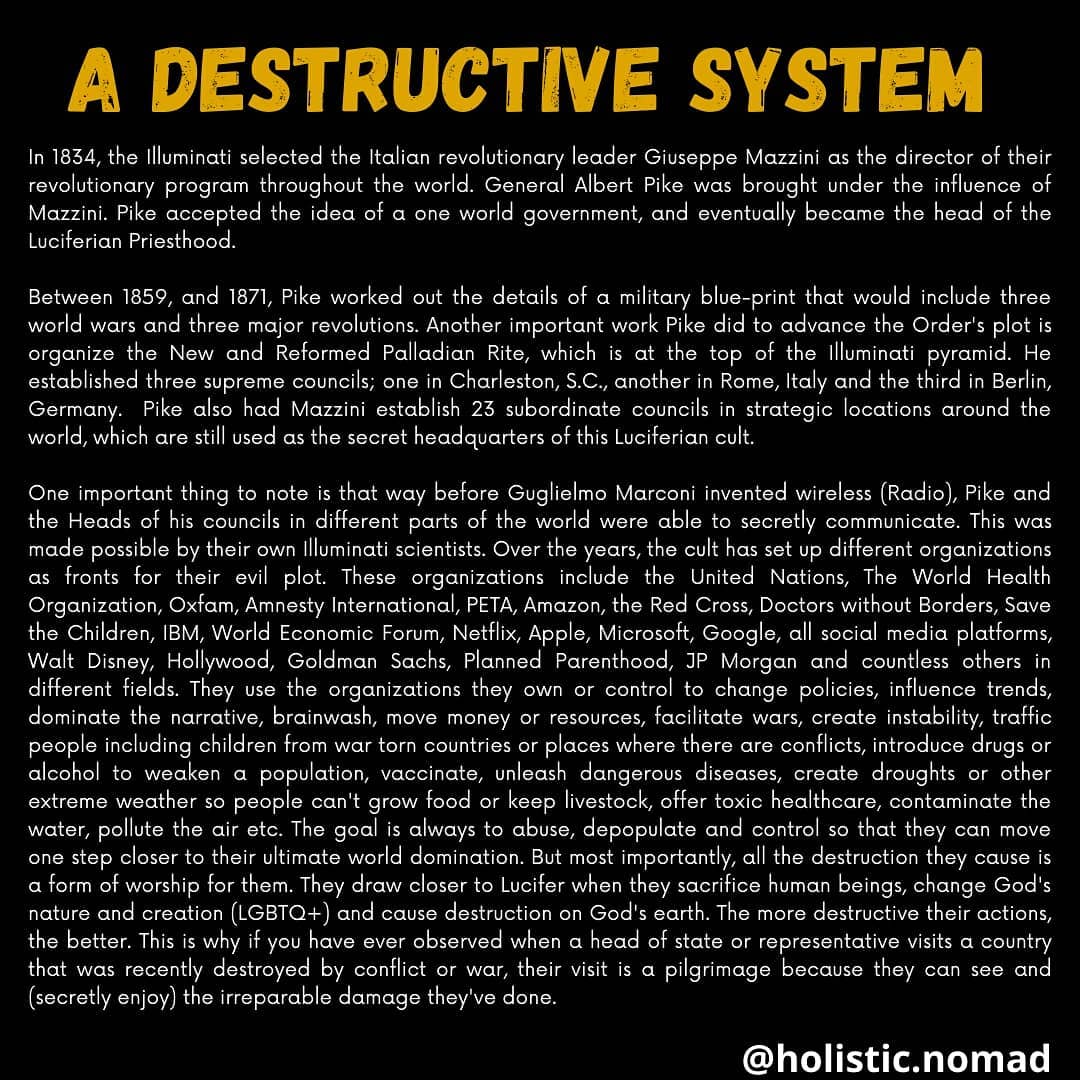 A DESTRUCTIVE SYSTEM
In 1834, the Illuminati selected the Italian revolutionary leader Giuseppe Mazzini as the director of their
revolutionary program throughout the world. General Albert Pike was brought under the influence of
Mazzini. Pike accepted the idea of a one world government, and eventually became the head of the
Luciferian Priesthood.
Between 1859, and 1871, Pike worked out the details of a military blue-print that would include three
world wars and three major revolutions. Another important work Pike did to advance the Order's plot is
organize the New and Reformed Palladian Rite, which is at the top of the Illuminati pyramid. He
established three supreme councils; one in Charleston, S.C., another in Rome, Italy and the third in Berlin,
Germany. Pike also had Mazzini establish 23 subordinate councils in strategic locations around the
world, which are still used as the secret headquarters of this Luciferian cult.
One important thing to note is that way before Guglielmo Marconi invented wireless (Radio), Pike and
the Heads of his councils in different parts of the world were able to secretly communicate. This was
made possible by their own Illuminati scientists. Over the years, the cult has set up different organizations
as fronts for their evil plot. These organizations include the United Nations, The World Health
Organization, Oxfam, Amnesty International, PETA, Amazon, the Red Cross, Doctors without Borders, Save
the Children, IBM, World Economic Forum, Netflix, Apple, Microsoft, Google, all social media platforms,
Walt Disney, Hollywood, Goldman Sachs, Planned Parenthood, JP Morgan and countless others in
different fields. They use the organizations they own or control to change policies, influence trends,
dominate the narrative, brainwash, move money or resources, facilitate wars, create instability, traffic
people including children from war torn countries or places where there are conflicts, introduce drugs or
alcohol to weaken a population, vaccinate, unleash dangerous diseases, create droughts or other
extreme weather so people can't grow food or keep livestock, offer toxic healthcare, contaminate the
water, pollute the air etc. The goal is always to abuse, depopulate and control so that they can move
one step closer to their ultimate world domination. But most importantly, all the destruction they cause is
a form of worship for them. They draw closer to Lucifer when they sacrifice human beings, change God's
nature and creation (LGBTQ+) and cause destruction on God's earth. The more destructive their actions,
the better. This is why if you have ever observed when a head of state or representative visits a country
that was recently destroyed by conflict or war, their visit is a pilgrimage because they can see and
(secretly enjoy) the irreparable damage they've done.
@holistic.nomad